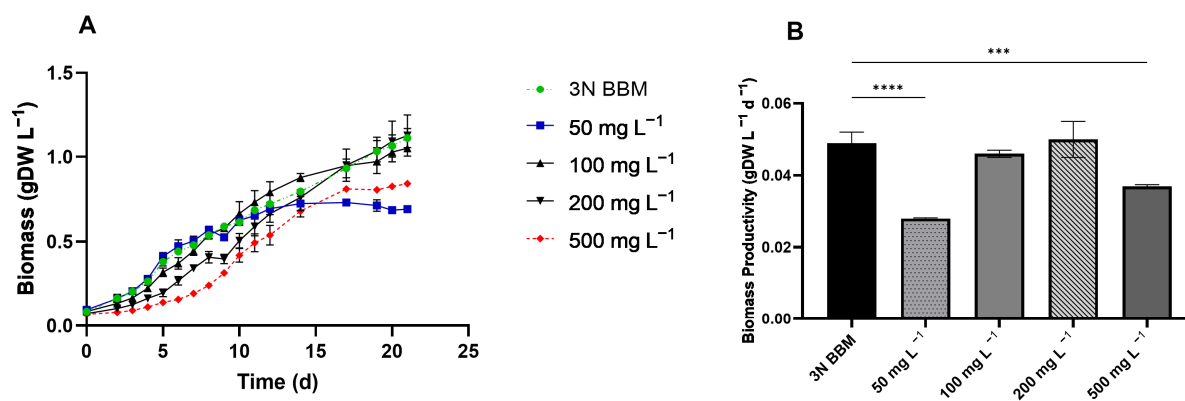 A
Biomass (gDW L⁻¹)
1.5
1.0
0.5
0.0
0 5 10 15 20 25
Time (d)
3N BBM
50 mg L⁻¹
100 mg L⁻¹
200 mg L⁻¹
500 mg L⁻¹
B
Biomass Productivity (gDW L⁻¹ d⁻¹)
***
****
0.06
0.04
0.02
0.00
3N BBM
50 mg L⁻¹
100 mg L⁻¹
200 mg L⁻¹
500 mg L⁻¹